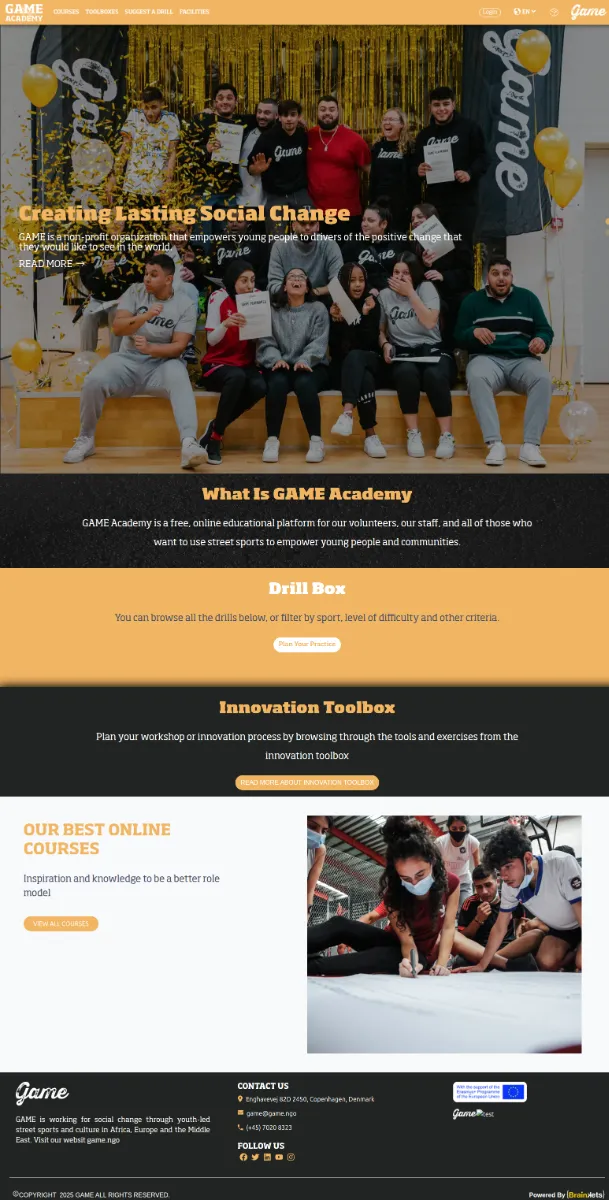 GAME
ACADEMY
COURSES TOOLBOXES SUGGEST A DRILL FACILITIES
Login
EN
Game
Creating Lasting Social Change
GAME is a non-profit organization that empowers young people to drivers of the positive change that
they would like to see in the world.
READ MORE →
What Is GAME Academy
GAME Academy is a free, online educational platform for our volunteers, our staff, and all of those who
want to use street sports to empower young people and communities.
Drill Box
You can browse all the drills below, or filter by sport, level of difficulty and other criteria.
Plan Your Practice
Innovation Toolbox
Plan your workshop or innovation process by browsing through the tools and exercises from the
innovation toolbox
READ MORE ABOUT INNOVATION TOOLBOX
OUR BEST ONLINE
COURSES
Inspiration and knowledge to be a better role
model
VIEW ALL COURSES
Game
GAME is working for social change through youth-led
street sports and culture in Africa, Europe and the Middle
East. Visit our websit game.ngo
CONTACT US
Enghavevej 82D 2450, Copenhagen, Denmark
game@game.ngo
(+45) 7020 8323
FOLLOW US
With the support of the
Erasmus+ Programme
of the European Union
Game
test
©COPYRIGHT 2025 GAME ALL RIGHTS RESERVED.
Powered By {BrainKets}